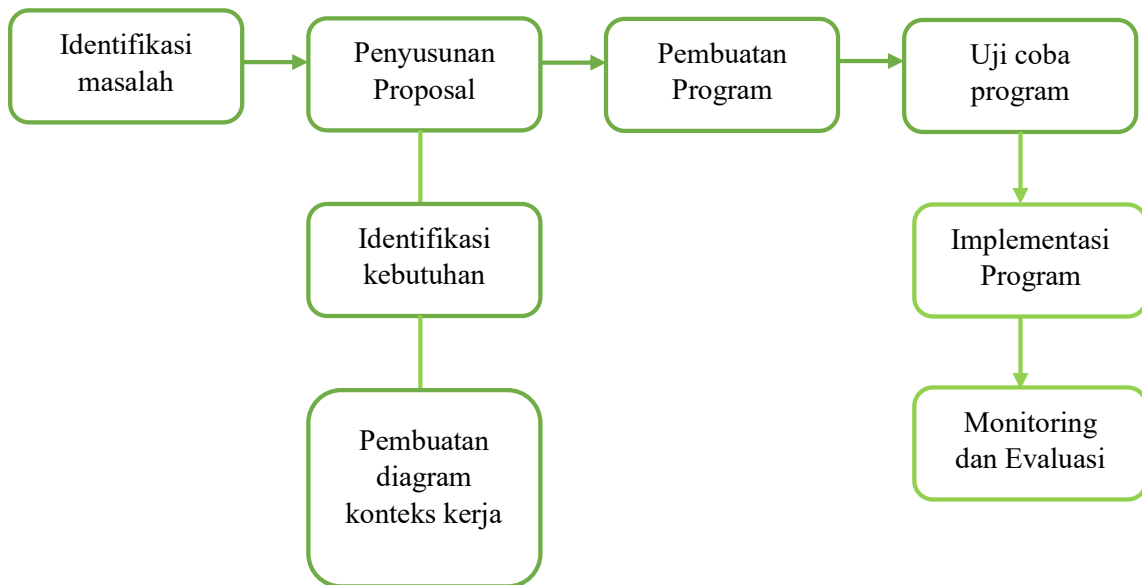 Identifikasi
masalah
Penyusunan
Proposal
Pembuatan
Program
Uji coba
program
Identifikasi
kebutuhan
Implementasi
Program
Pembuatan
diagram
konteks kerja
Monitoring
dan Evaluasi